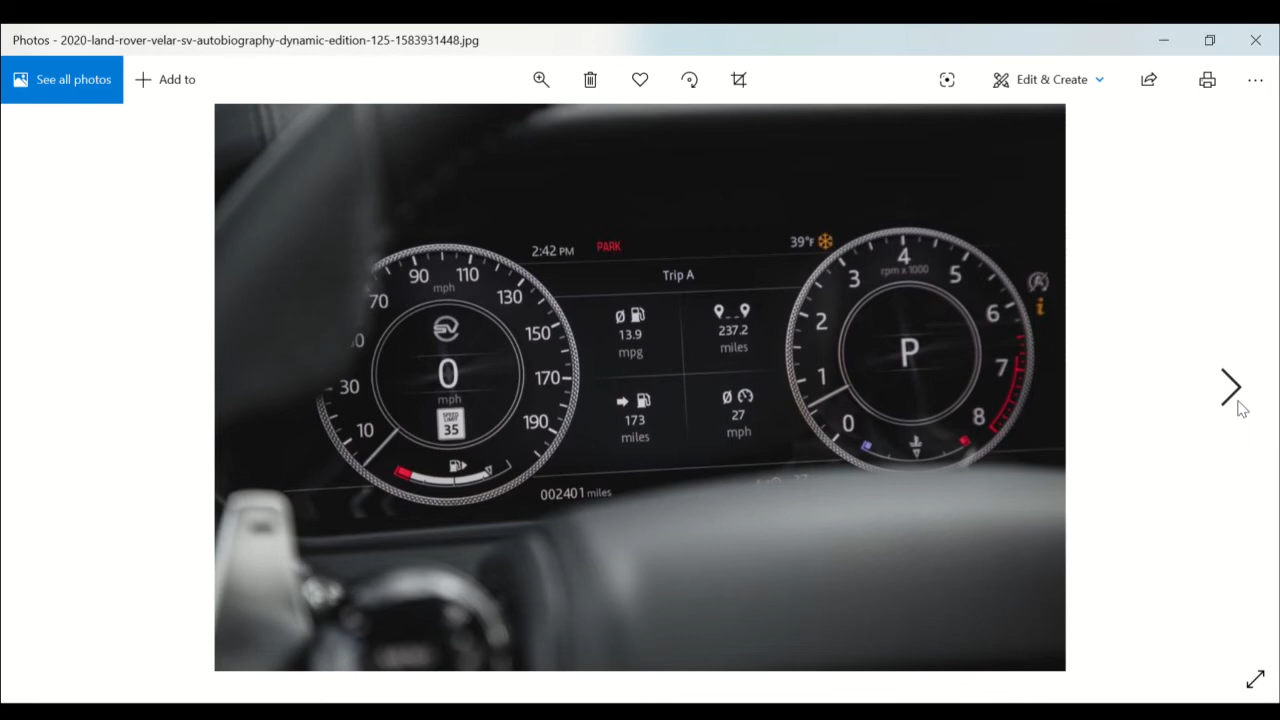 Photos - 2020-land-rover-velar-sv-autobiography-dynamic-edition-125-1583931448.jpg
See all photos
Add to
Edit & Create
2:42 PM
PARK
39°F
Trip A
13.9
mpg
237.2
miles
173
miles
27
mph
002401 miles
10
30
70
90
110
130
150
170
190
mph
SV
0
mph
SPEED
LIMIT
35
0
1
2
3
4
5
6
7
8
rpm x 1000
P